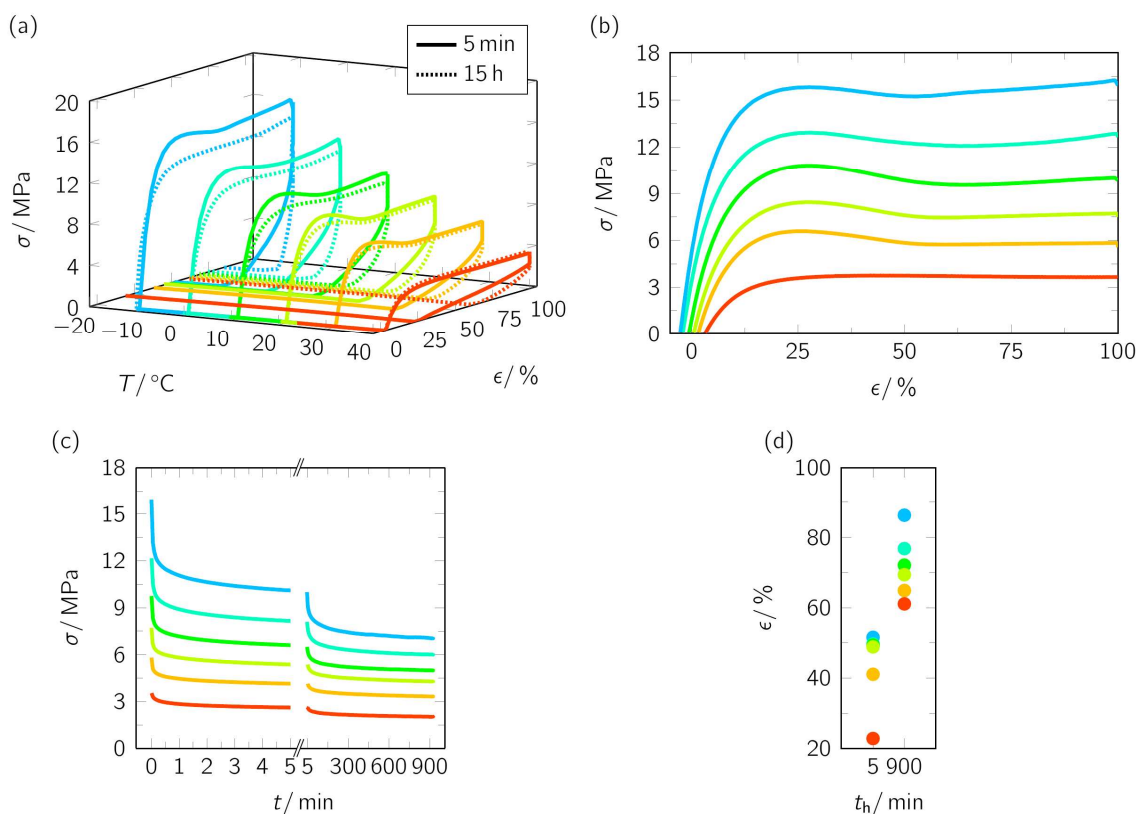 (a)
5 min
15 h
20
16
12
8
4
0
σ / MPa
−20
−10
0
10
20
30
40
T / °C
0
25
50
75
100
ϵ / %
(b)
18
15
12
9
6
3
0
σ / MPa
0 25 50 75 100
ϵ / %
(c)
18
15
12
9
6
3
0
σ / MPa
0 1 2 3 4 5 5 300 600 900
t / min
(d)
100
80
60
40
20
ϵ / %
5 900
th / min